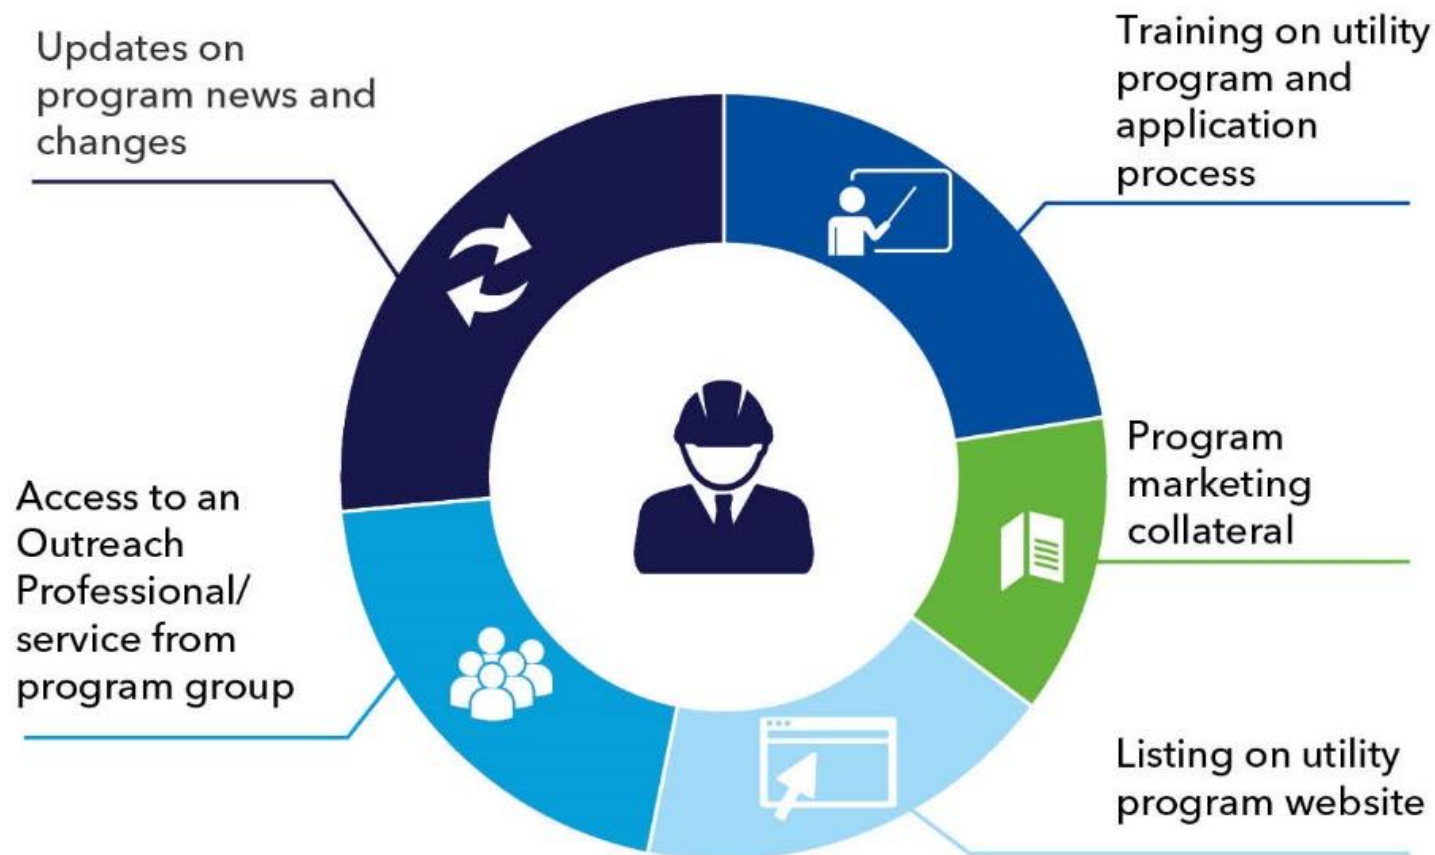 Updates on
program news and
changes
Training on utility
program and
application
process
Program
marketing
collateral
Access to an
Outreach
Professional/
service from
program group
Listing on utility
program website